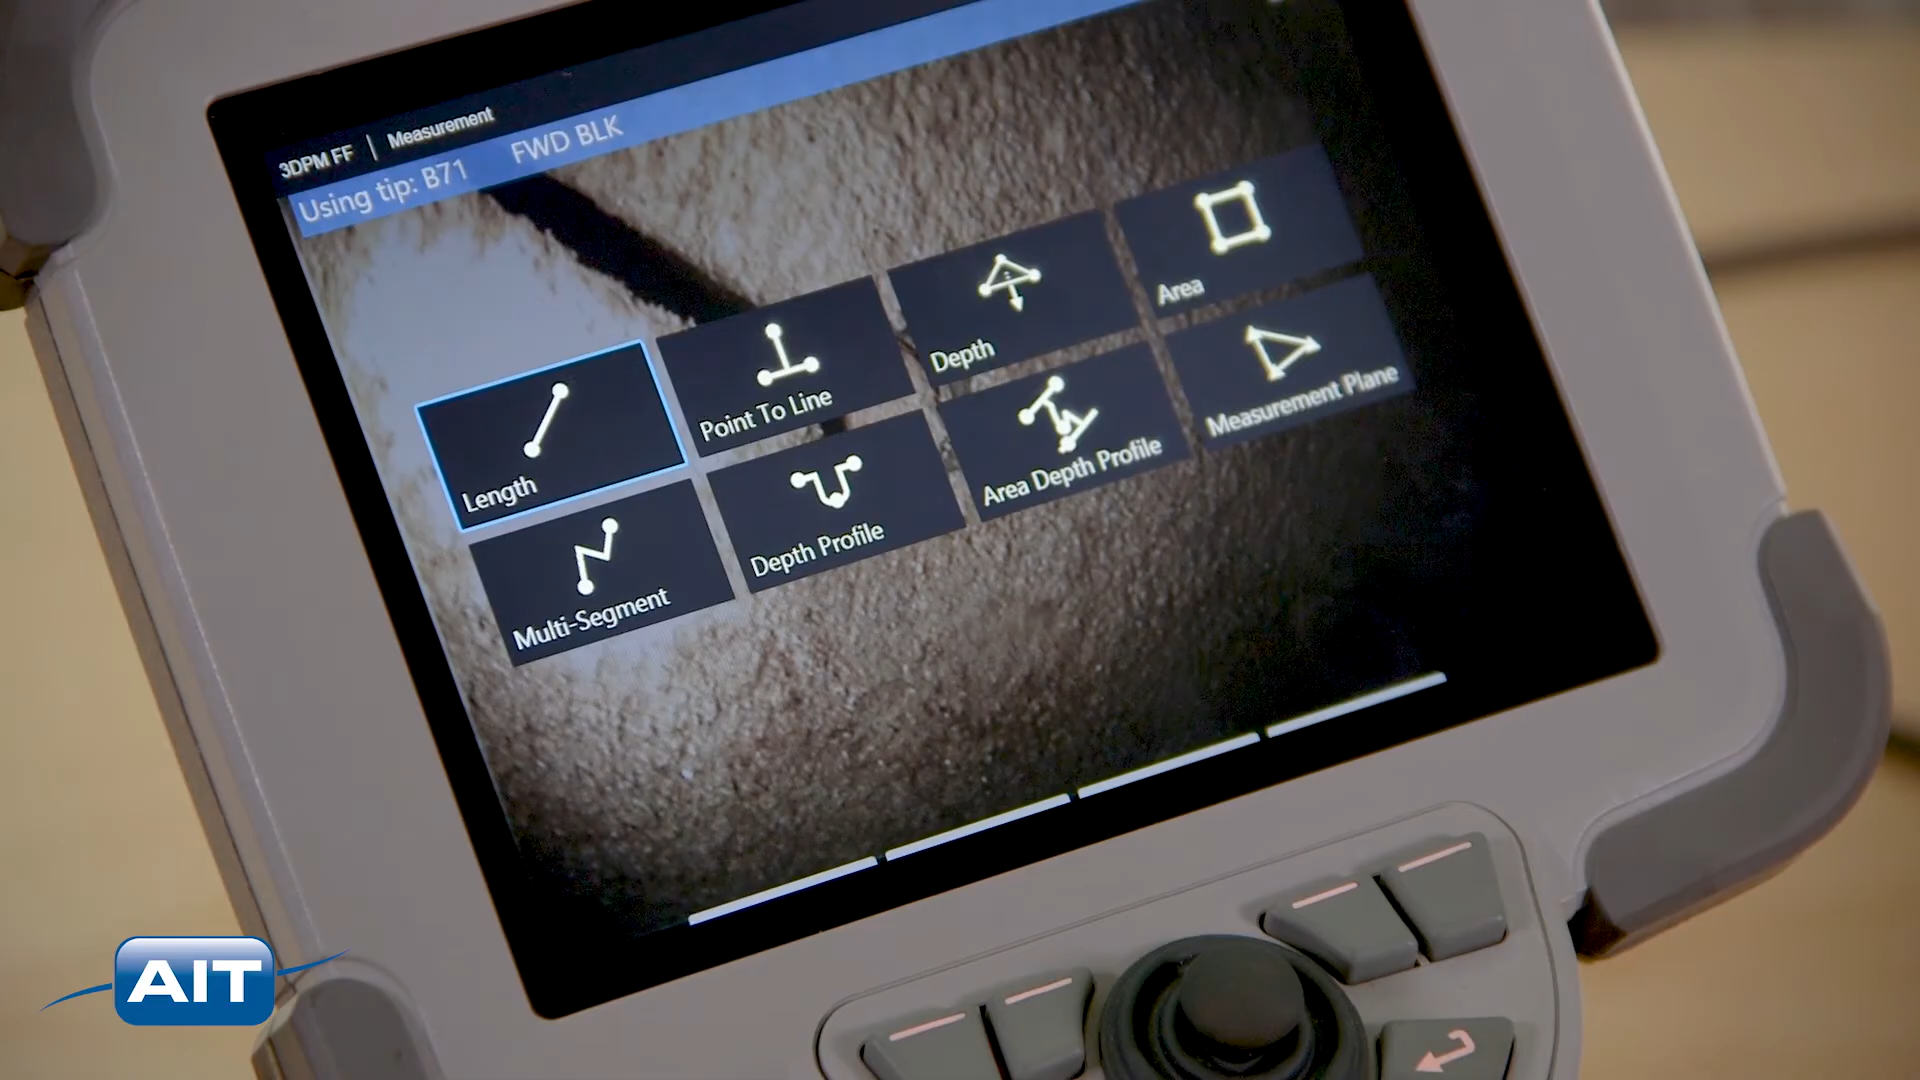 3DPM FF | Measurement
Using tip: B71 FWD BLK
Length
Point To Line
Depth
Area
Multi-Segment
Depth Profile
Area Depth Profile
Measurement Plane
AIT